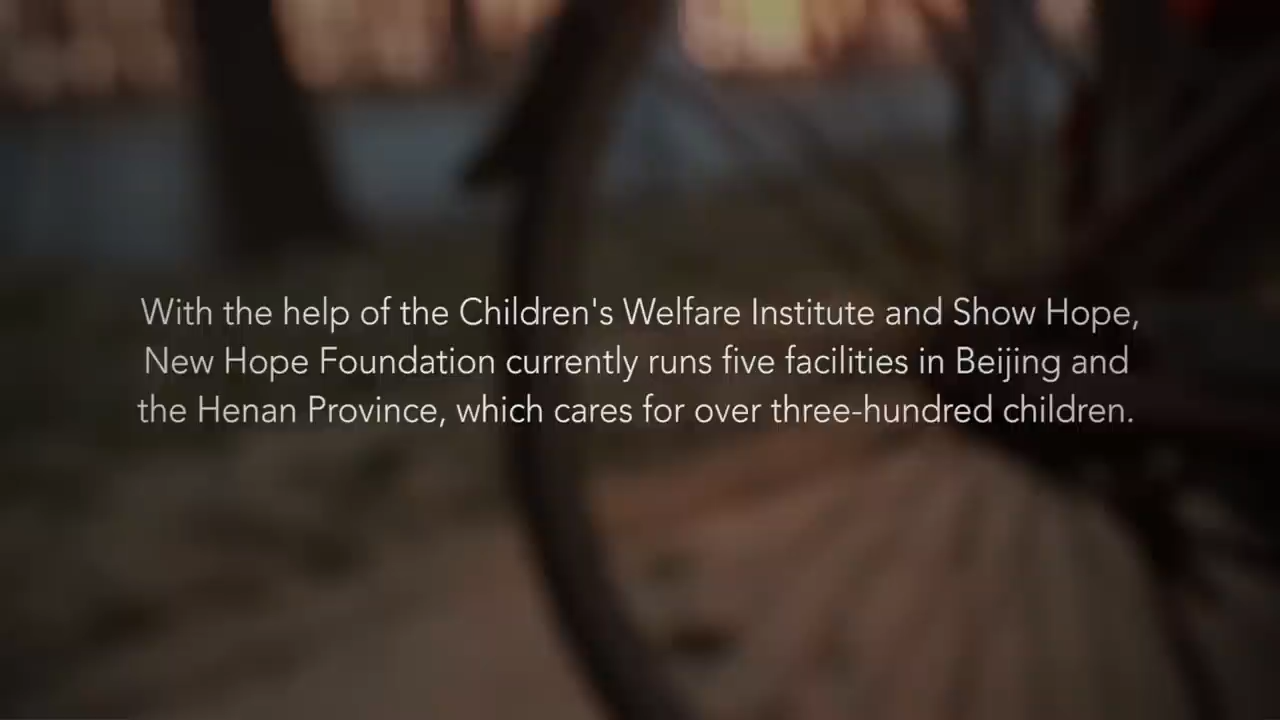 With the help of the Children's Welfare Institute and Show Hope,
New Hope Foundation currently runs five facilities in Beijing and
the Henan Province, which cares for over three-hundred children.